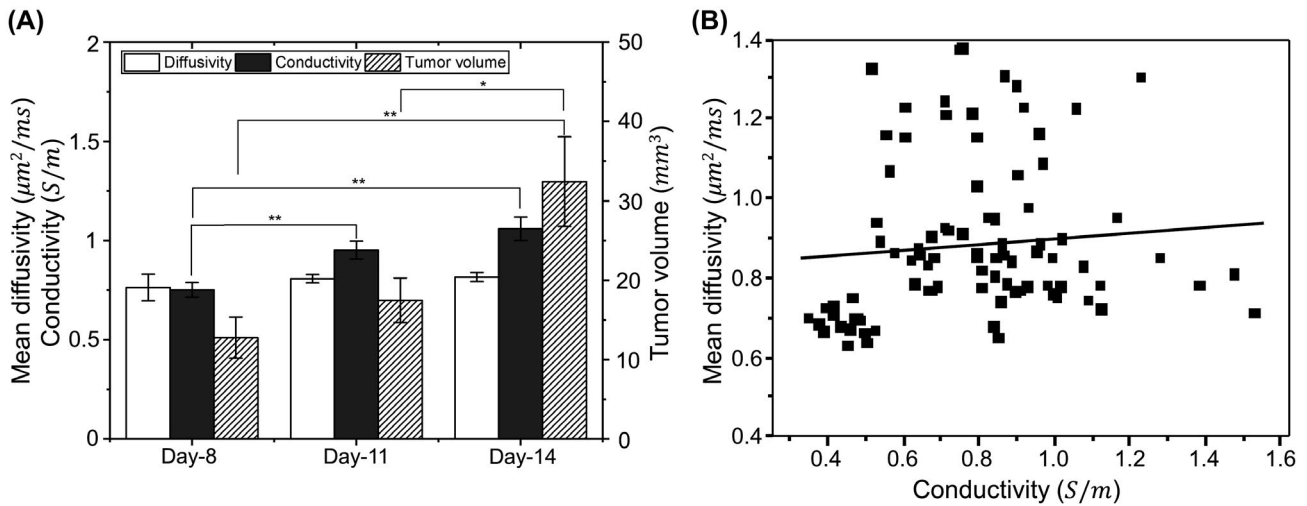 (A)
2
1.5
1
0.5
0
Mean diffusivity (μm²/ms)
Conductivity (S/m)
Diffusivity Conductivity Tumor volume
*
**
**
**
Day-8 Day-11 Day-14
50
40
30
20
10
0
Tumor volume (mm³)
(B)
1.4
1.2
1.0
0.8
0.6
0.4
Mean diffusivity (μm²/ms)
0.4 0.6 0.8 1.0 1.2 1.4 1.6
Conductivity (S/m)